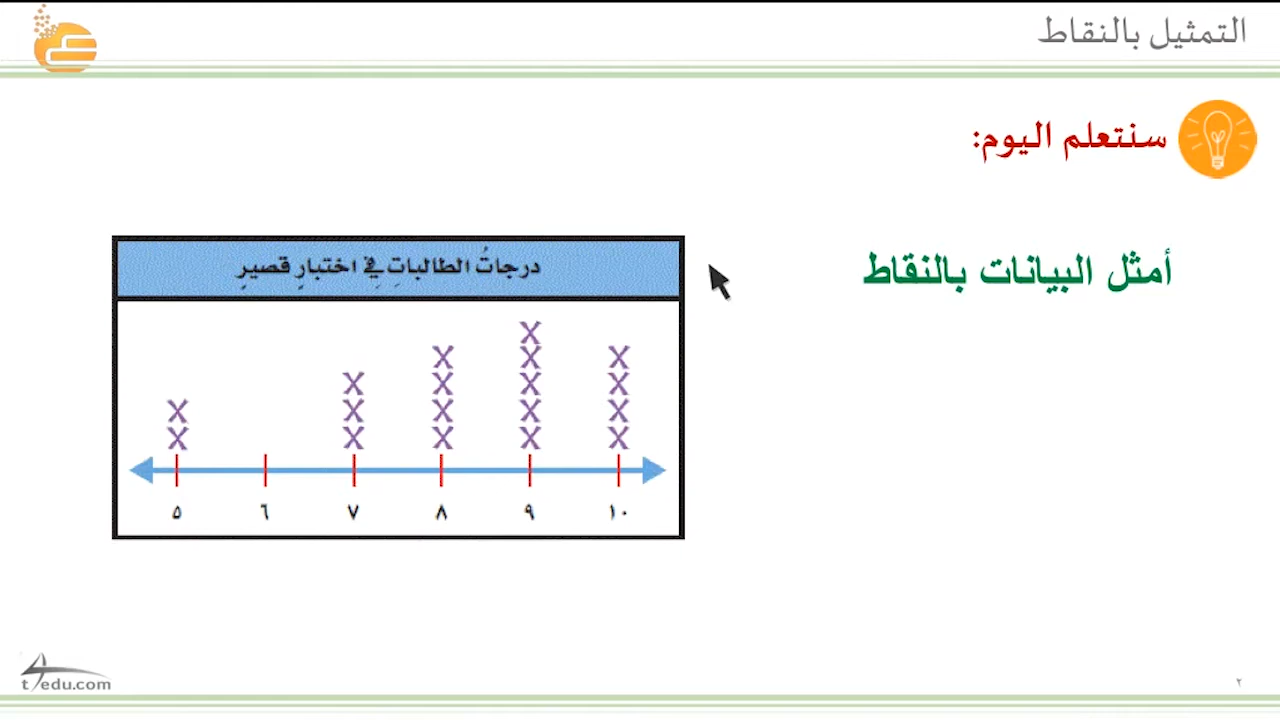 التمثيل بالنقاط
سنتعلم اليوم:
أمثل البيانات بالنقاط
درجاتُ الطالباتِ فِي اختبارٍ قصيرٍ
X
X X X
X X X X
X X X X X
X X X X X
٥ ٦ ٧ ٨ ٩ ١٠
t4edu.com
٢